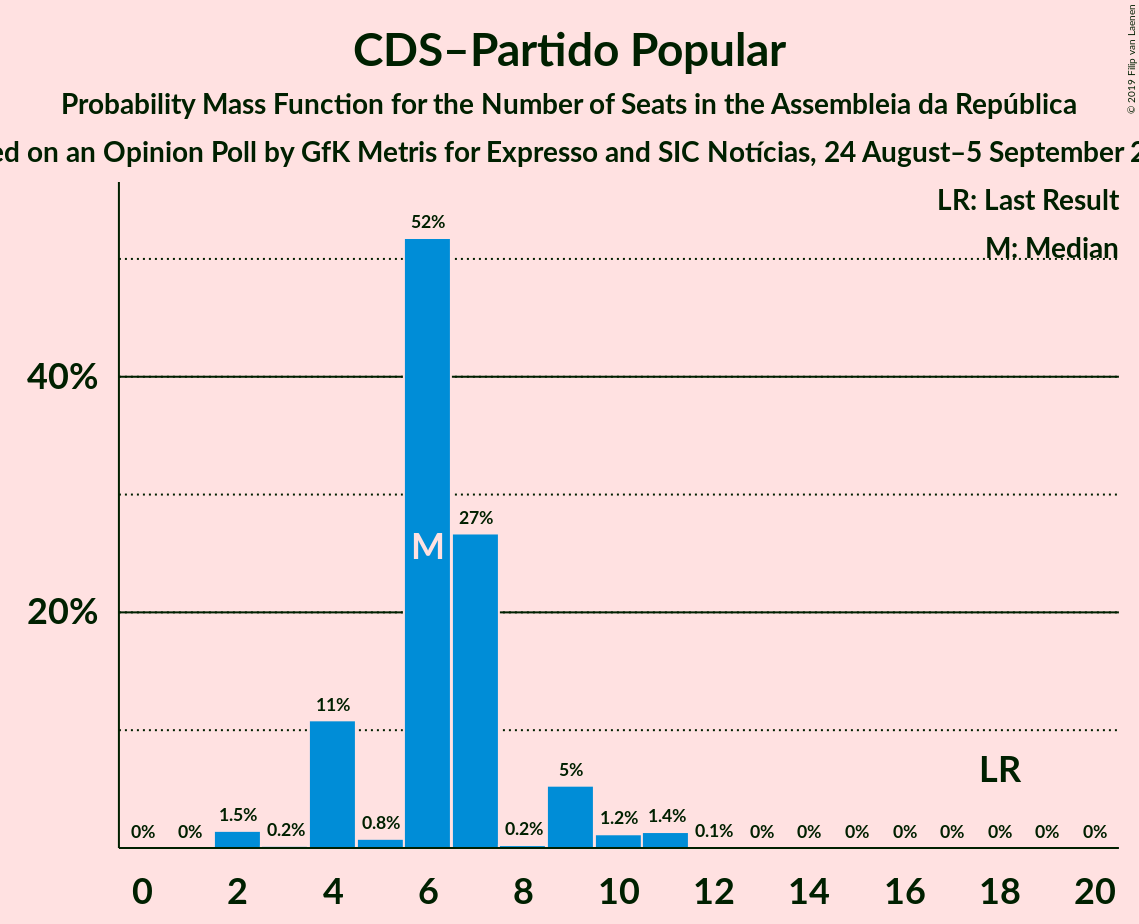 CDS–Partido Popular
Probability Mass Function for the Number of Seats in the Assembleia da República
on an Opinion Poll by GfK Metris for Expresso and SIC Notícias, 24 August–5 September
© 2019 Filip van Laenen
LR: Last Result
M: Median
40%
20%
0% 0% 1.5% 0.2% 11% 0.8% 52% 27% 0.2% 5% 1.2% 1.4% 0.1% 0% 0% 0% 0% 0% 0% 0% 0%
M
LR
0 2 4 6 8 10 12 14 16 18 20